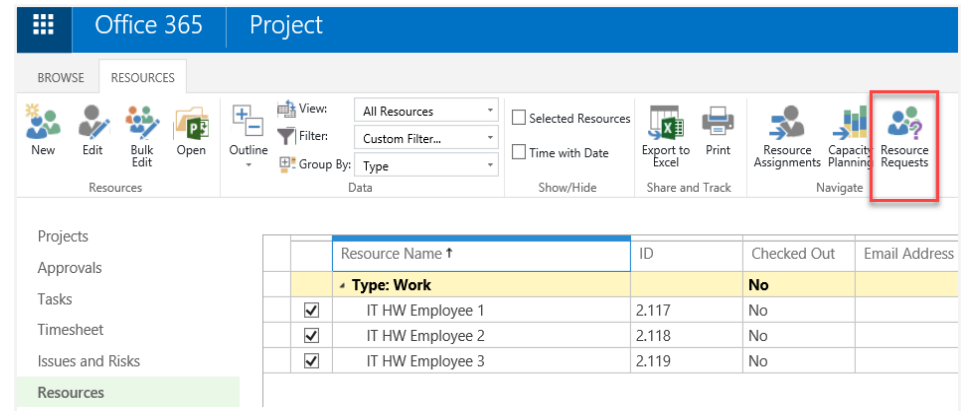 Office 365 Project
BROWSE RESOURCES
New Edit Bulk Edit Open
Resources
Outline
View: All Resources
Filter: Custom Filter...
Group By: Type
Data
Selected Resources
Time with Date
Show/Hide
Export to Excel Print
Share and Track
Resource Assignments Capacity Planning Resource Requests
Navigate
Projects
Approvals
Tasks
Timesheet
Issues and Risks
Resources
Resource Name ID Checked Out Email Address
Type: Work No
IT HW Employee 1 2.117 No
IT HW Employee 2 2.118 No
IT HW Employee 3 2.119 No